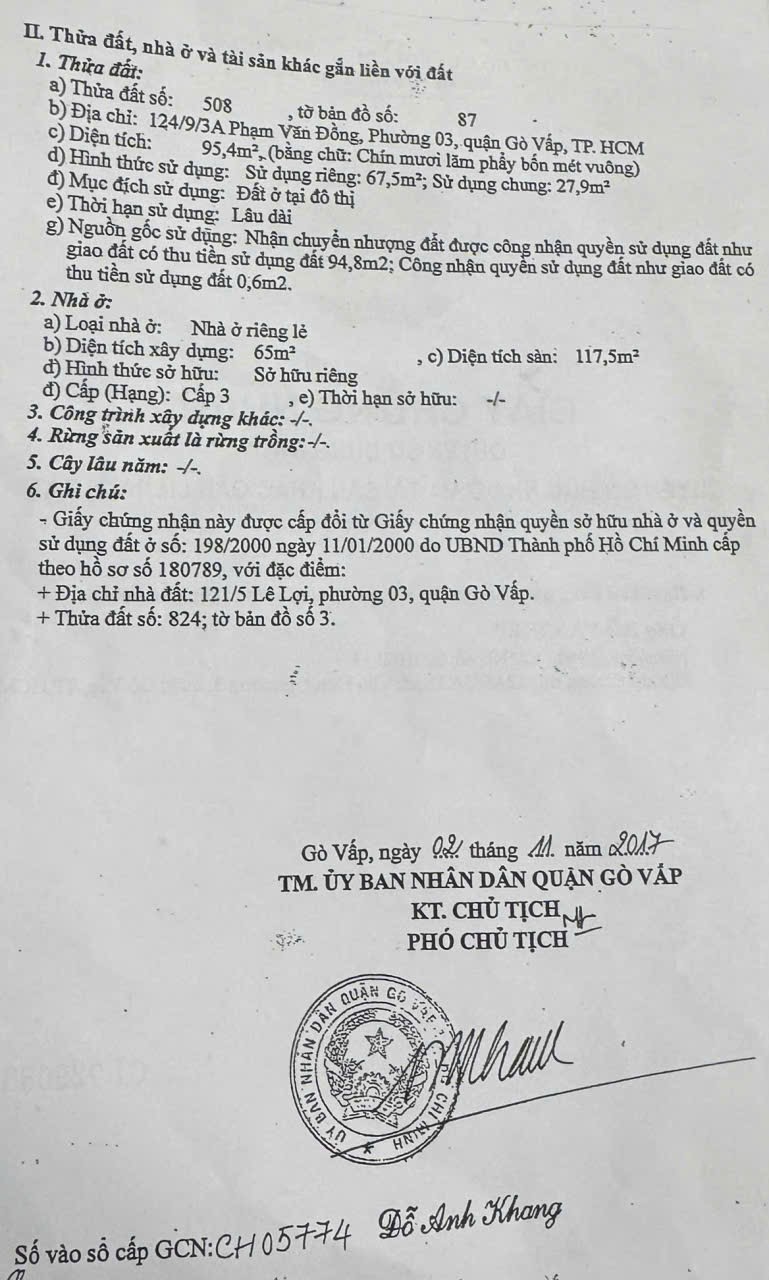 II. Thửa đất, nhà ở và tài sản khác gắn liền với đất
1. Thửa đất:
a) Thửa đất số: 508 , tờ bản đồ số: 87
b) Địa chỉ: 124/9/3A Phạm Văn Đồng, Phường 03, quận Gò Vấp, TP. HCM
c) Diện tích: 95,4m², (bằng chữ: Chín mươi lăm phẩy bốn mét vuông)
d) Hình thức sử dụng: Sử dụng riêng: 67,5m²; Sử dụng chung: 27,9m²
đ) Mục đích sử dụng: Đất ở tại đô thị
e) Thời hạn sử dụng: Lâu dài
g) Nguồn gốc sử dụng: Nhận chuyển nhượng đất được công nhận quyền sử dụng đất như
giao đất có thu tiền sử dụng đất 94,8m2; Công nhận quyền sử dụng đất như giao đất có
thu tiền sử dụng đất 0,6m2.
2. Nhà ở:
a) Loại nhà ở: Nhà ở riêng lẻ
b) Diện tích xây dựng: 65m² , c) Diện tích sàn: 117,5m²
d) Hình thức sở hữu: Sở hữu riêng
đ) Cấp (Hạng): Cấp 3 , e) Thời hạn sở hữu: -/-
3. Công trình xây dựng khác: -/-.
4. Rừng sản xuất là rừng trồng: -/-.
5. Cây lâu năm: -/-.
6. Ghi chú:
- Giấy chứng nhận này được cấp đổi từ Giấy chứng nhận quyền sở hữu nhà ở và quyền
sử dụng đất ở số: 198/2000 ngày 11/01/2000 do UBND Thành phố Hồ Chí Minh cấp
theo hồ sơ số 180789, với đặc điểm:
+ Địa chỉ nhà đất: 121/5 Lê Lợi, phường 03, quận Gò Vấp.
+ Thửa đất số: 824; tờ bản đồ số 3.
Gò Vấp, ngày 02 tháng 11 năm 2017
TM. ỦY BAN NHÂN DÂN QUẬN GÒ VẤP
KT. CHỦ TỊCH
PHÓ CHỦ TỊCH
ỦY BAN NHÂN DÂN QUẬN GÒ VẤP
CHÍ MINH
Đỗ Anh Khang
Số vào sổ cấp GCN: CH05774